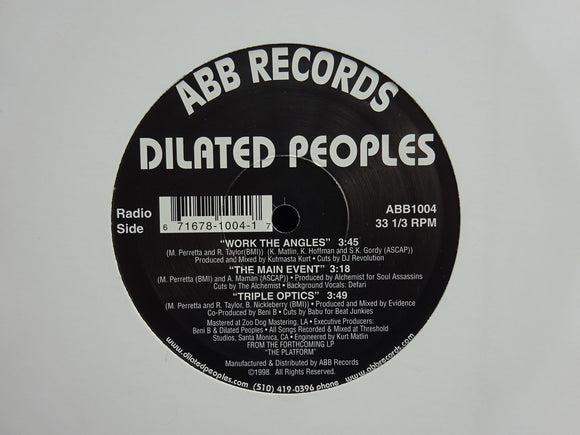 ABB RECORDS
DILATED PEOPLES
Radio
Side
6 71678-1004-1 7
ABB1004
33 1/3 RPM
“WORK THE ANGLES” 3:45
(M. Perretta and R. Taylor(BMI)) (K. Matlin, K. Hoffman and S.K. Gordy (ASCAP))
Produced and Mixed by Kutmasta Kurt • Cuts by DJ Revolution
“THE MAIN EVENT” 3:18
(M. Perretta (BMI) and A. Maman (ASCAP)) • Produced by Alchemist for Soul Assassins
Cuts by The Alchemist • Background Vocals: Defari
“TRIPLE OPTICS” 3:49
(M. Perretta and R. Taylor, B. Nickleberry (BMI)) • Produced and Mixed by Evidence
Co-Produced by Beni B • Cuts by Babu for Beat Junkies
Mastered at Zoo Dog Mastering, LA • Executive Producers:
Beni B & Dilated Peoples • All Songs Recorded & Mixed at Threshold
Studios, Santa Monica, CA • Engineered by Kurt Matlin
FROM THE FORTHCOMING LP
"THE PLATFORM"
Manufactured & Distributed by ABB Records
©1998. All Rights Reserved.
www.dilatedpeoples.com (510) 419-0396 phone www.abbrecords.com